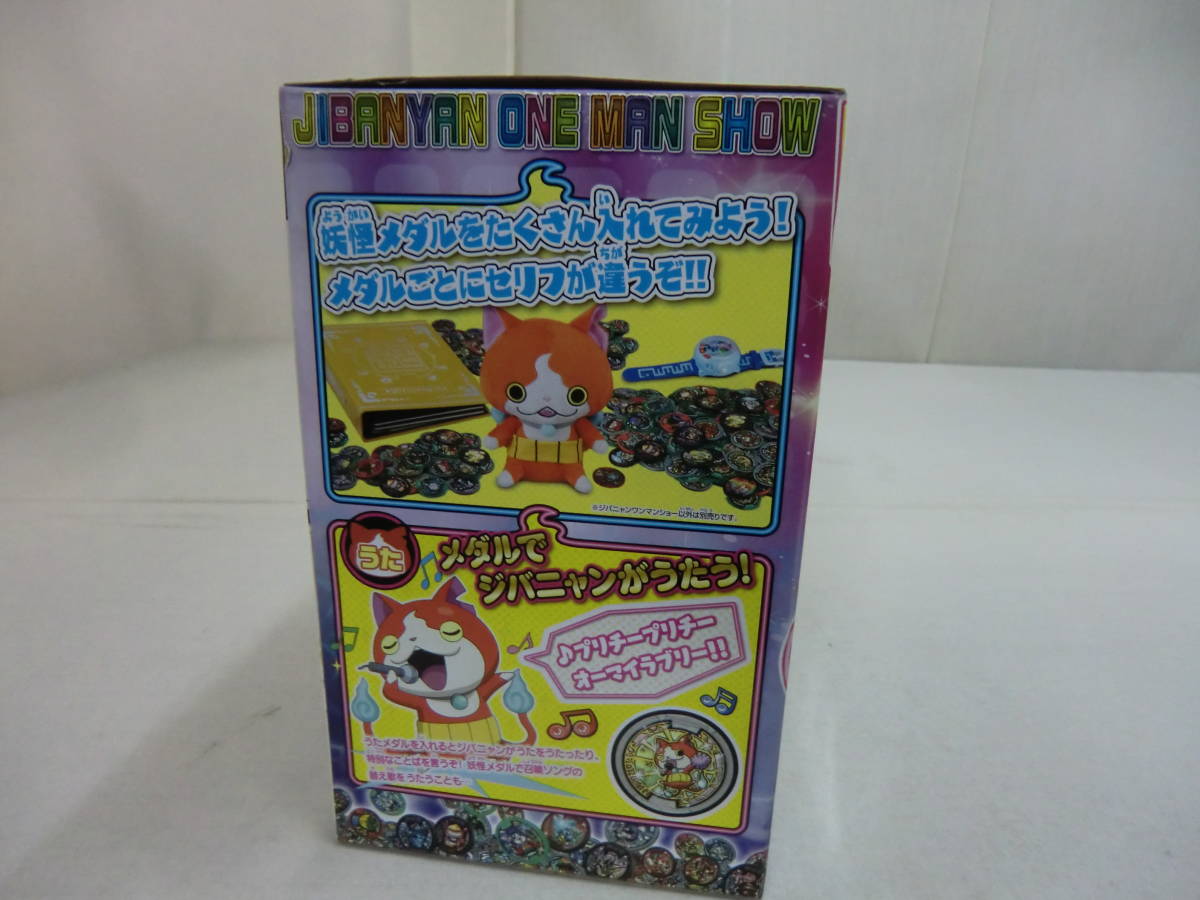 JIBANYAN ONE MAN SHOW
妖怪メダルをたくさん入れてみよう!
メダルごとにセリフが違うぞ!!
※ジバニャンワンマンショー以外は別売りです。
うた
メダルで
ジバニャンがうたう!
♪プリチープリチー
オーマイラブリー!!
うたメダルを入れるとジバニャンがうたをうたったり、
特別なことばを言うぞ!妖怪メダルで召喚ソングの
替え歌をうたうことも…